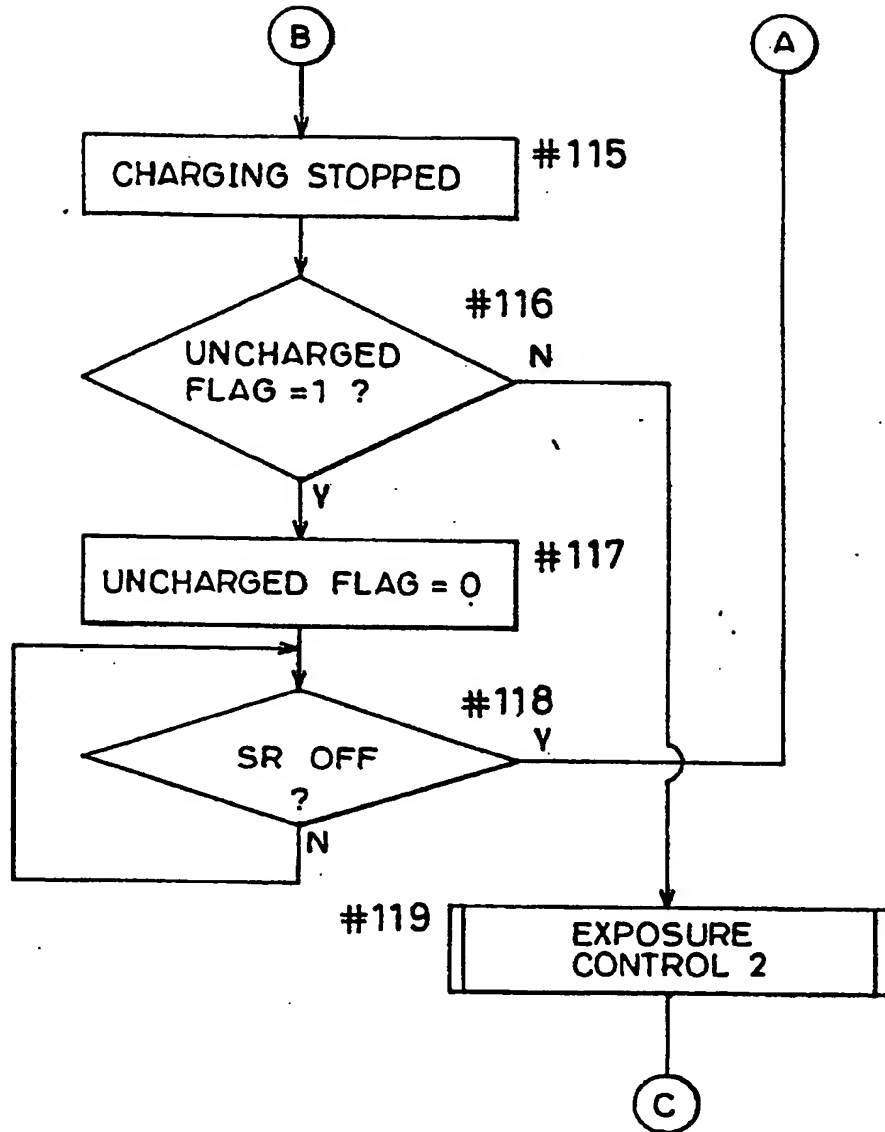 B
A
CHARGING STOPPED
#115
#116
UNCHARGED
FLAG = 1 ?
N
Y
UNCHARGED FLAG = 0
#117
#118
SR OFF
?
Y
N
#119
EXPOSURE
CONTROL 2
C